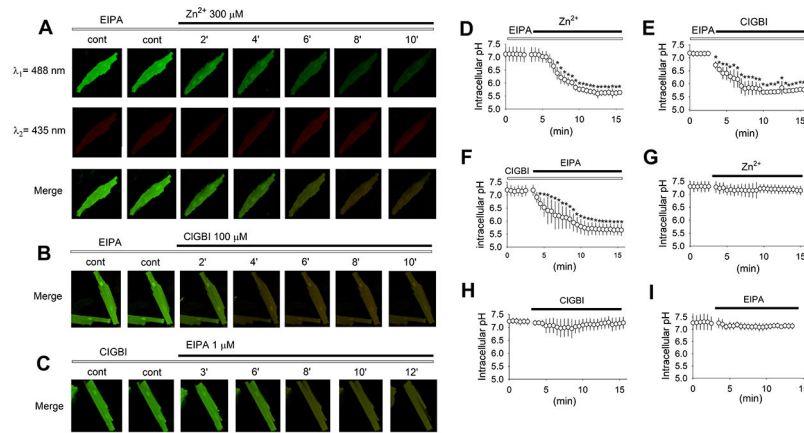 A
EIPA
Zn²⁺ 300 μM
cont cont 2' 4' 6' 8' 10'
λ₁= 488 nm
λ₂= 435 nm
Merge
B
EIPA
ClGBI 100 μM
cont cont 2' 4' 6' 8' 10'
Merge
C
ClGBI
EIPA 1 μM
cont cont 3' 6' 8' 10' 12'
Merge
D
Zn²⁺
EIPA
Intracellular pH
7.5
7.0
6.5
6.0
5.5
5.0
0 5 10 15
(min)
E
ClGBI
EIPA
Intracellular pH
7.5
7.0
6.5
6.0
5.5
5.0
0 5 10 15
(min)
F
EIPA
ClGBI
intracellular pH
7.5
7.0
6.5
6.0
5.5
5.0
0 5 10 15
(min)
G
Zn²⁺
Intracellular pH
7.5
7.0
6.5
6.0
5.5
5.0
0 5 10 15
(min)
H
ClGBI
Intracellular pH
7.5
7.0
6.5
6.0
5.5
5.0
0 5 10 15
(min)
I
EIPA
Intracellular pH
7.5
7.0
6.5
6.0
5.5
5.0
0 5 10 15
(min)